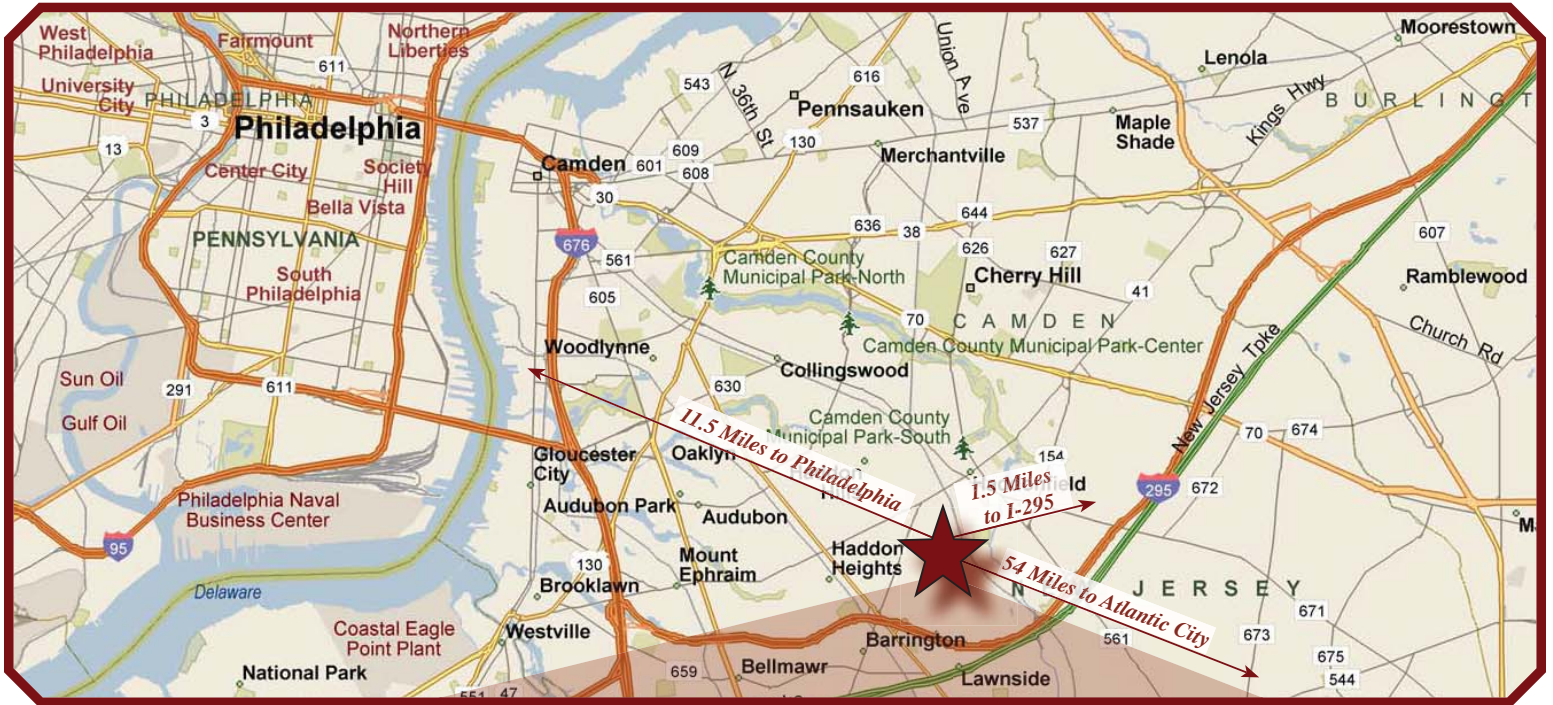 West
Philadelphia
Fairmount
Northern
Liberties
Moorestown
611
Union Ave
Lenola
University
City
PHILADELPHIA
543
N 36th St
616
Kings Hwy
BURLINGT
Pennsauken
3
Philadelphia
537
Maple
Shade
13
130
609
Merchantville
Center City
Society
Hill
Camden
601
608
30
Bella Vista
644
636
38
607
PENNSYLVANIA
676
561
626
627
Camden County
Municipal Park-North
South
Philadelphia
Cherry Hill
Ramblewood
605
41
70
CAMDEN
Church Rd
Woodlynne
Camden County Municipal Park-Center
New Jersey Tpke
Collingswood
Sun Oil
291
611
630
Gulf Oil
11.5 Miles to Philadelphia
Camden County
Municipal Park-South
70
674
Gloucester
City
Oaklyn
154
1.5 Miles
to I-295
295
672
Philadelphia Naval
Business Center
Audubon Park
Audubon
95
Haddon
Heights
Mount
Ephraim
130
54 Miles to Atlantic City
Brooklawn
Delaware
JERSEY
671
Coastal Eagle
Point Plant
Westville
Barrington
561
673
675
National Park
659
Bellmawr
Lawnside
544
551
47